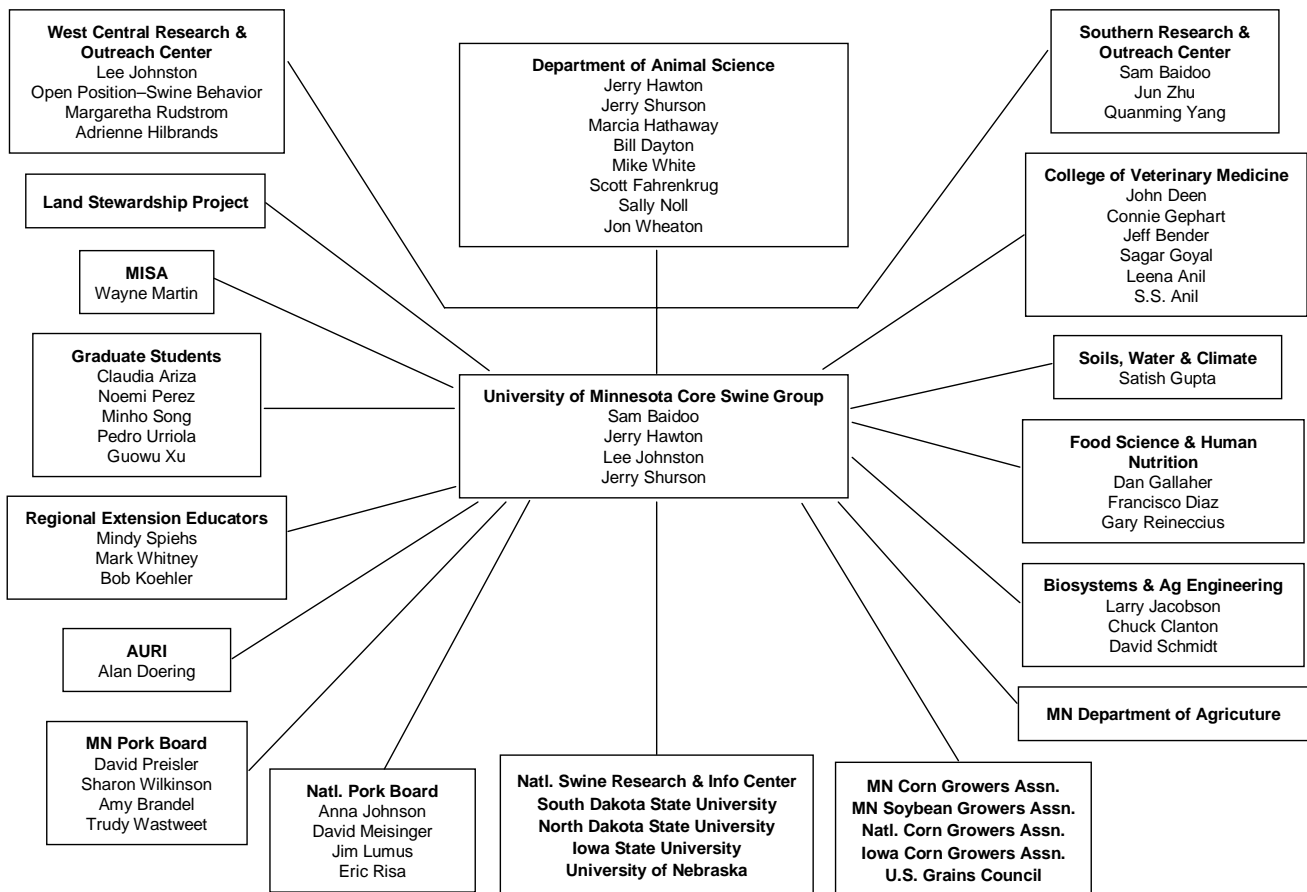 West Central Research &
Outreach Center
Lee Johnston
Open Position–Swine Behavior
Margaretha Rudstrom
Adrienne Hilbrands
Department of Animal Science
Jerry Hawton
Jerry Shurson
Marcia Hathaway
Bill Dayton
Mike White
Scott Fahrenkrug
Sally Noll
Jon Wheaton
Southern Research &
Outreach Center
Sam Baidoo
Jun Zhu
Quanming Yang
Land Stewardship Project
College of Veterinary Medicine
John Deen
Connie Gephart
Jeff Bender
Sagar Goyal
Leena Anil
S.S. Anil
MISA
Wayne Martin
Graduate Students
Claudia Ariza
Noemi Perez
Minho Song
Pedro Urriola
Guowu Xu
University of Minnesota Core Swine Group
Sam Baidoo
Jerry Hawton
Lee Johnston
Jerry Shurson
Soils, Water & Climate
Satish Gupta
Food Science & Human
Nutrition
Dan Gallaher
Francisco Diaz
Gary Reineccius
Regional Extension Educators
Mindy Spiehs
Mark Whitney
Bob Koehler
Biosystems & Ag Engineering
Larry Jacobson
Chuck Clanton
David Schmidt
AURI
Alan Doering
MN Department of Agricuture
MN Pork Board
David Preisler
Sharon Wilkinson
Amy Brandel
Trudy Wastweet
Natl. Pork Board
Anna Johnson
David Meisinger
Jim Lumus
Eric Risa
Natl. Swine Research & Info Center
South Dakota State University
North Dakota State University
Iowa State University
University of Nebraska
MN Corn Growers Assn.
MN Soybean Growers Assn.
Natl. Corn Growers Assn.
Iowa Corn Growers Assn.
U.S. Grains Council